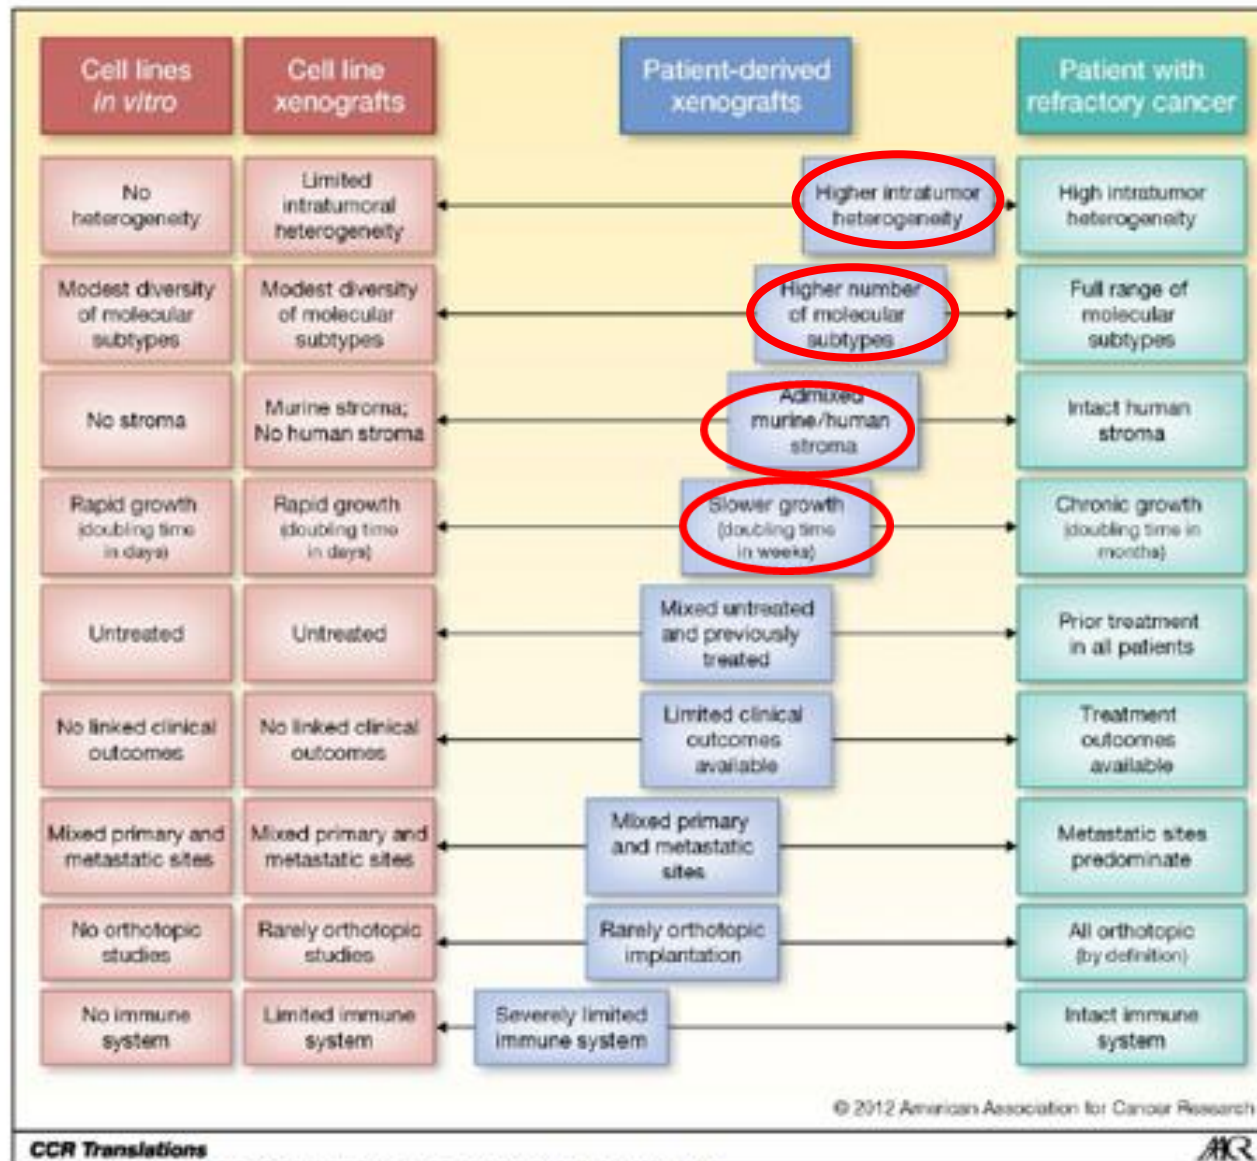 Cell lines
in vitro
Cell line
xenografts
Patient-derived
xenografts
Patient with
refractory cancer
No
heterogeneity
Limited
intratumoral
heterogeneity
Higher intratumor
heterogeneity
High intratumor
heterogeneity
Modest diversity
of molecular
subtypes
Modest diversity
of molecular
subtypes
Higher number
of molecular
subtypes
Full range of
molecular
subtypes
No stroma
Murine stroma;
No human stroma
Admixed
murine/human
stroma
Intact human
stroma
Rapid growth
(doubling time
in days)
Rapid growth
(doubling time
in days)
Slower growth
(doubling time
in weeks)
Chronic growth
(doubling time in
months)
Untreated
Untreated
Mixed untreated
and previously
treated
Prior treatment
in all patients
No linked clinical
outcomes
No linked clinical
outcomes
Limited clinical
outcomes
available
Treatment
outcomes
available
Mixed primary and
metastatic sites
Mixed primary and
metastatic sites
Mixed primary
and metastatic
sites
Metastatic sites
predominate
No orthotopic
studies
Rarely orthotopic
studies
Rarely orthotopic
implantation
All orthotopic
(by definition)
No immune
system
Limited immune
system
Severely limited
immune system
Intact immune
system
© 2012 American Association for Cancer Research
CCR Translations
AACR